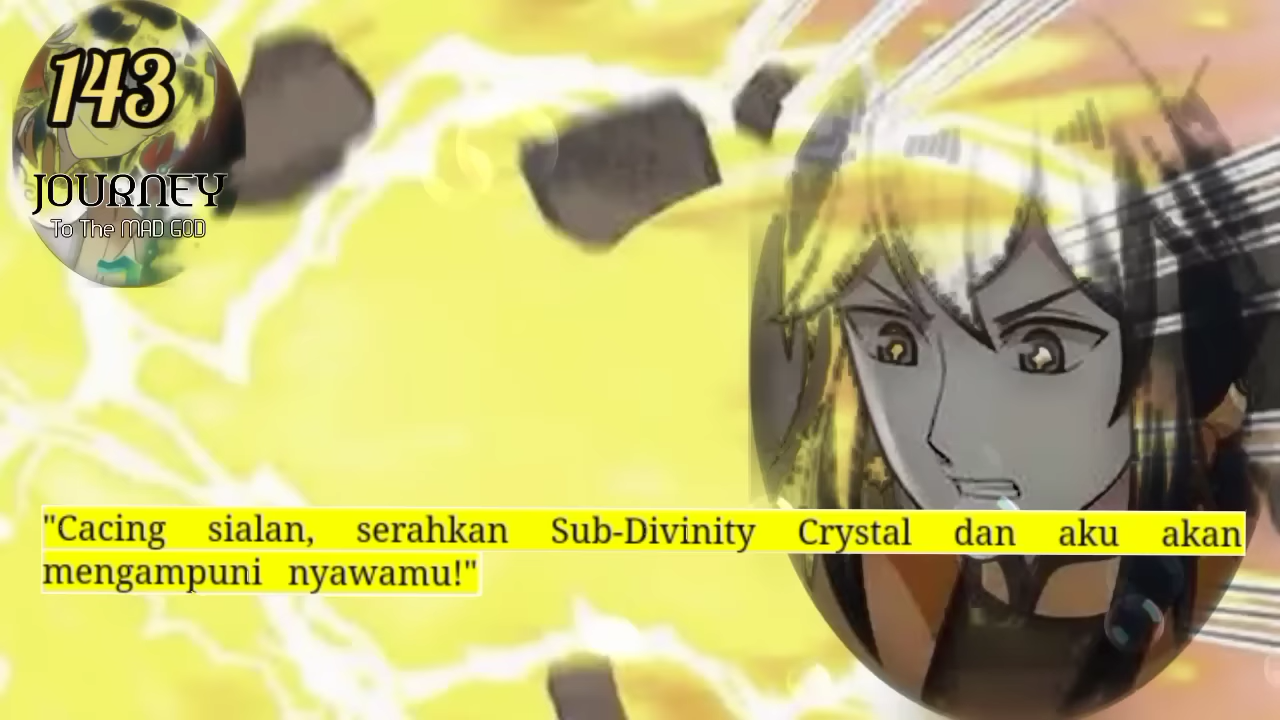 143
JOURNEY
To The MAD GOD
"Cacing sialan, serahkan Sub-Divinity Crystal dan aku akan
mengampuni nyawamu!"